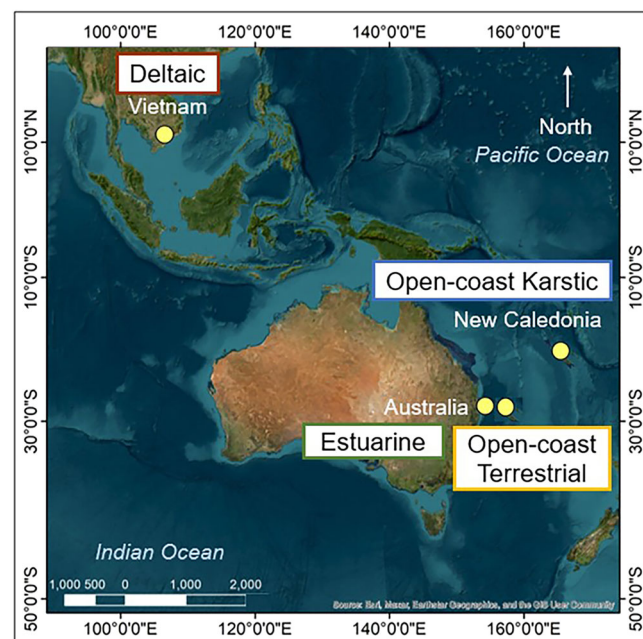 100°0'0"E 120°0'0"E 140°0'0"E 160°0'0"E
Deltaic
Vietnam
North
Pacific Ocean
10°0'0"N
10°0'0"N
10°0'0"S
10°0'0"S
Open-coast Karstic
New Caledonia
Australia
30°0'0"S
30°0'0"S
Estuarine
Open-coast
Terrestrial
Indian Ocean
1,000 500 0 1,000 2,000
Source: Esri, Maxar, Earthstar Geographics, and the GIS User Community
50°0'0"S
50°0'0"S
100°0'0"E 120°0'0"E 140°0'0"E 160°0'0"E